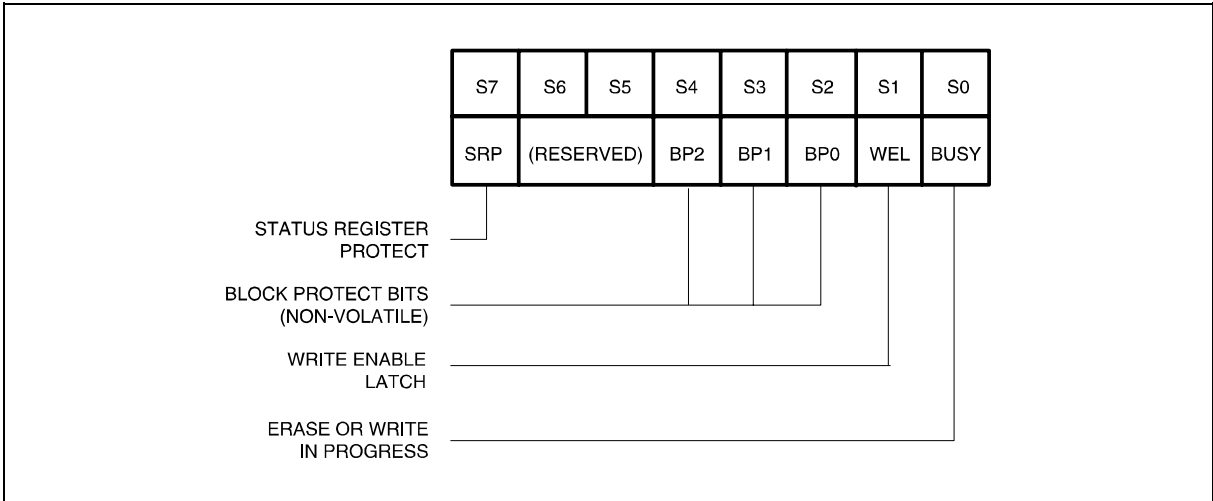 S7 S6 S5 S4 S3 S2 S1 S0
SRP (RESERVED) BP2 BP1 BP0 WEL BUSY
STATUS REGISTER
PROTECT
BLOCK PROTECT BITS
(NON-VOLATILE)
WRITE ENABLE
LATCH
ERASE OR WRITE
IN PROGRESS